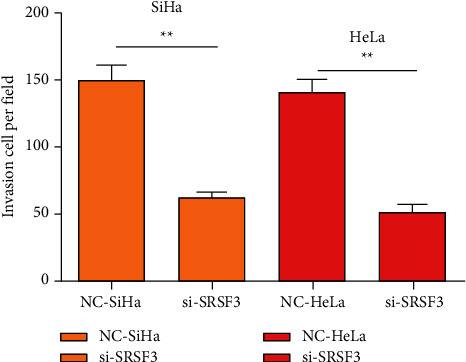 SiHa
HeLa
**
**
Invasion cell per field
200
150
100
50
0
NC-SiHa si-SRSF3 NC-HeLa si-SRSF3
NC-SiHa NC-HeLa
si-SRSF3 si-SRSF3